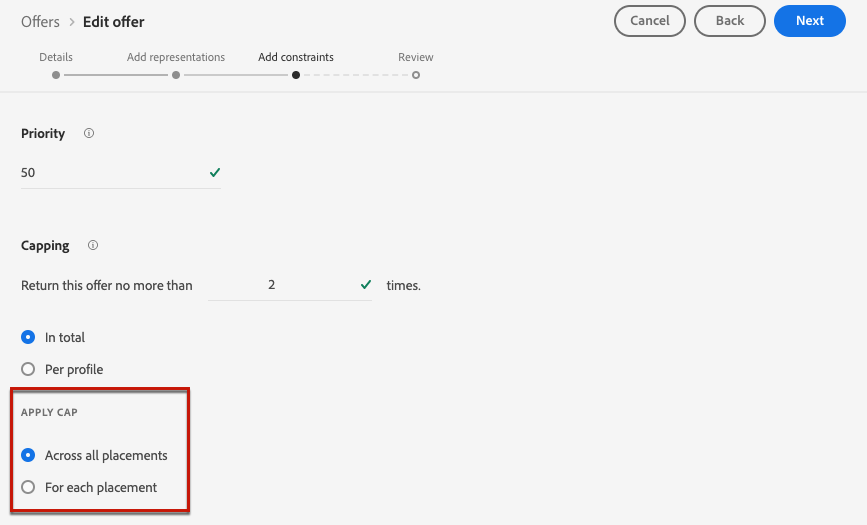 Offers > Edit offer
Cancel
Back
Next
Details
Add representations
Add constraints
Review
Priority
50
Capping
Return this offer no more than 2 times.
In total
Per profile
APPLY CAP
Across all placements
For each placement